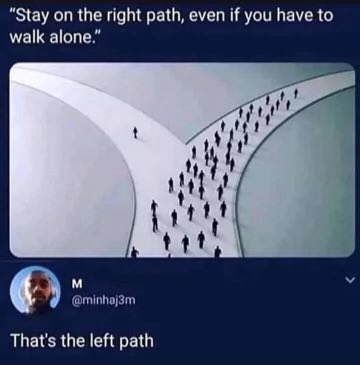 “Stay on the right path, even if you have to
walk alone.”
M
@minhaj3m
That's the left path